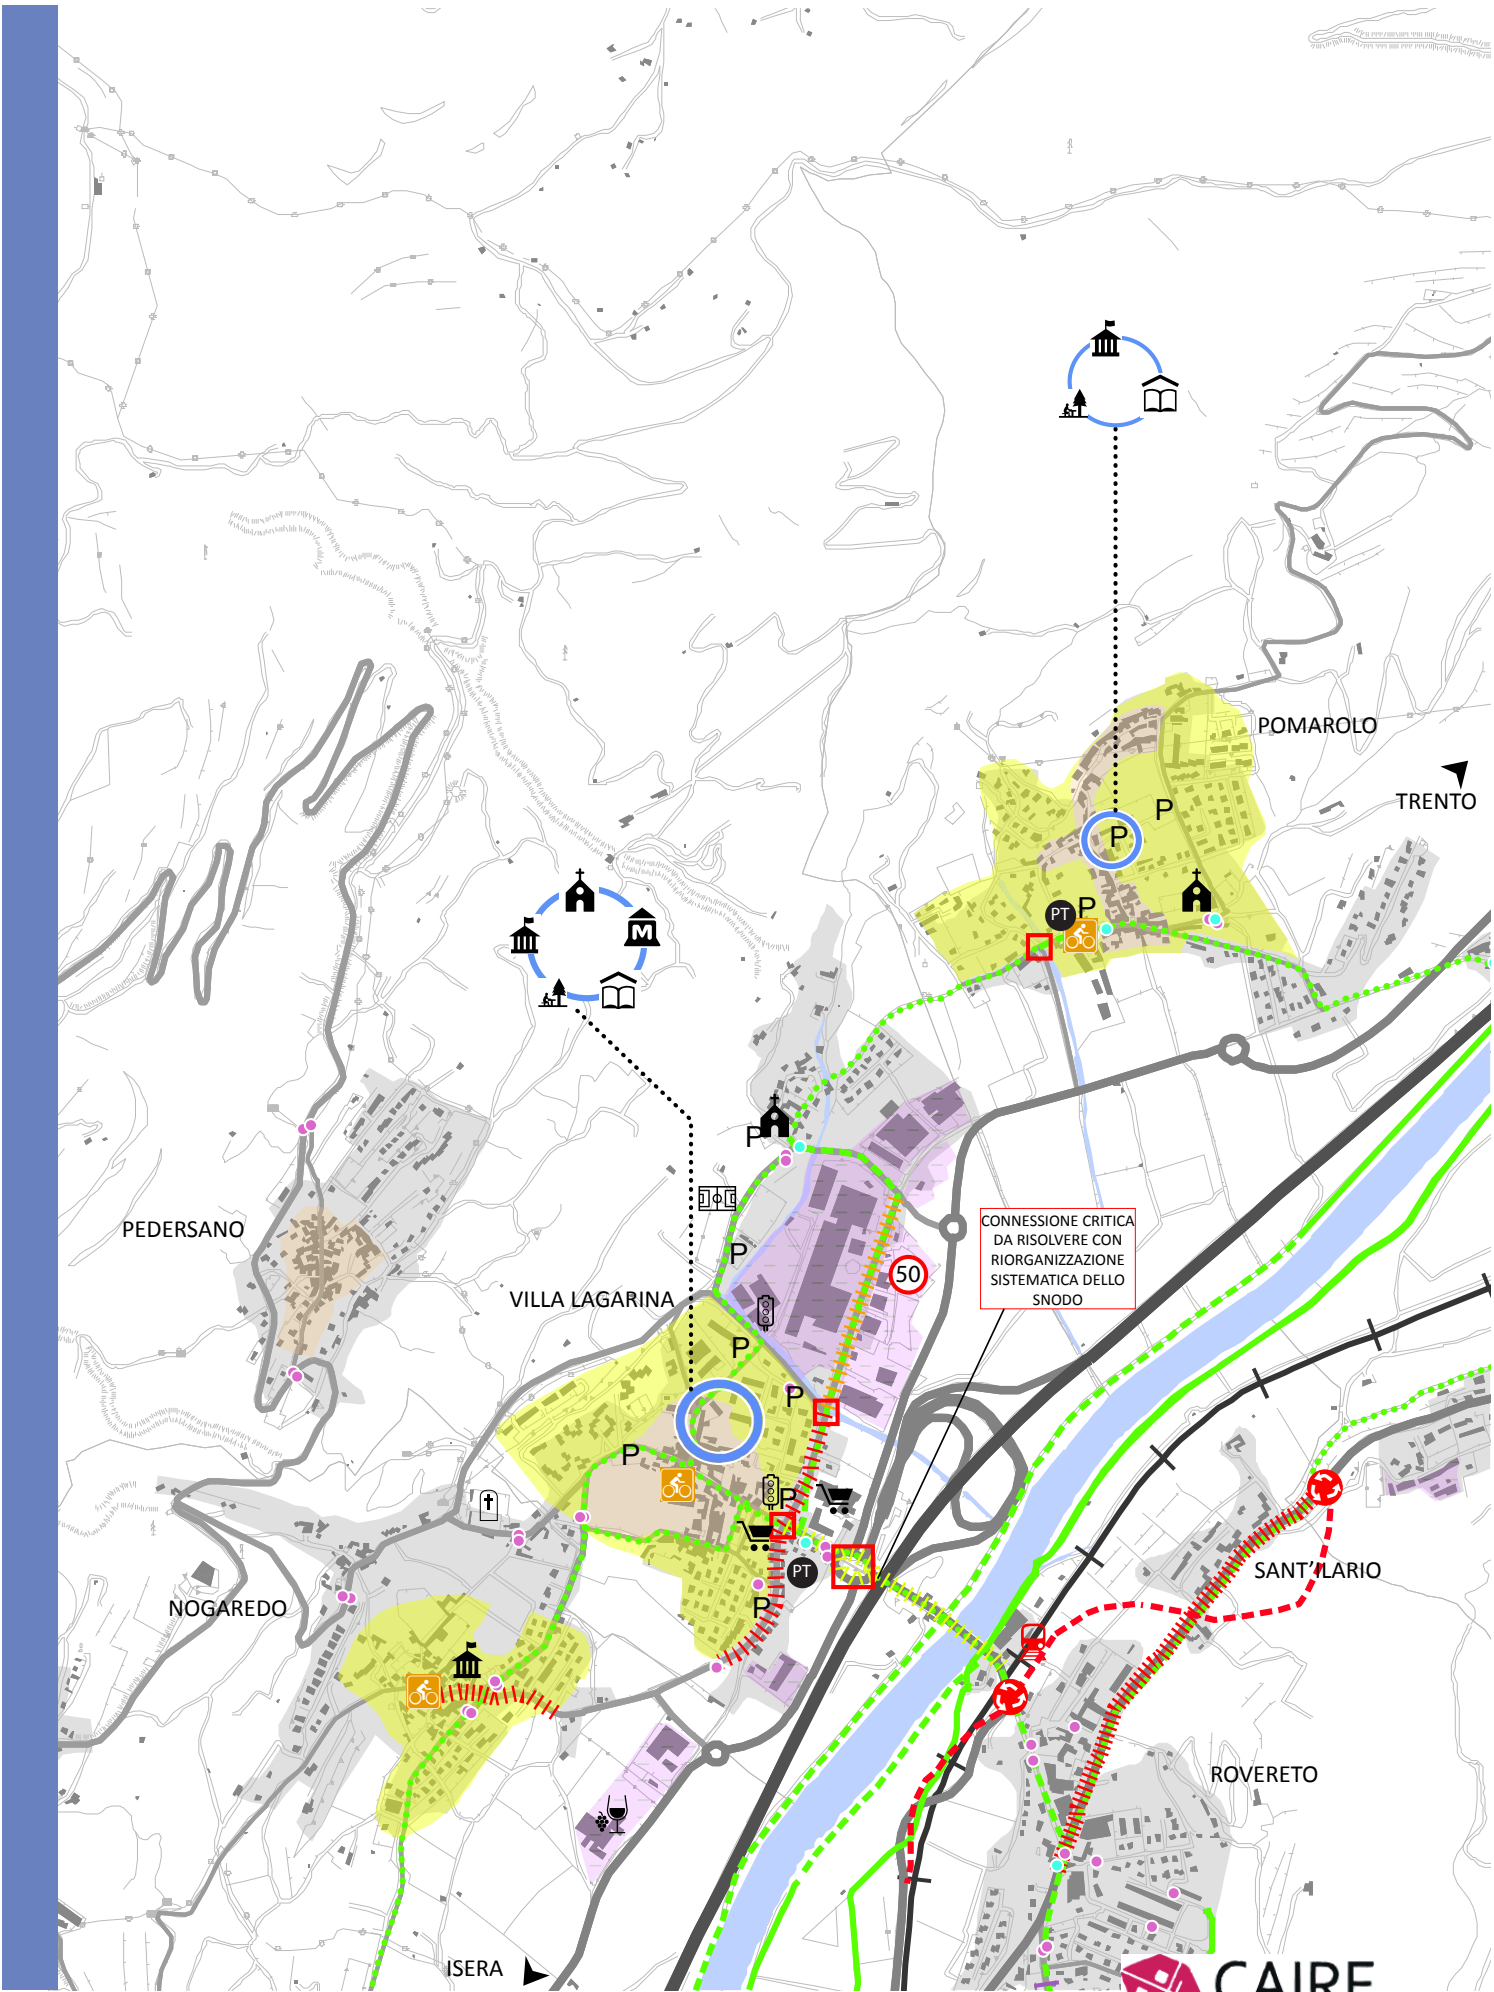 POMAROLO
TRENTO
P
P
P
PT
M
P
PEDERSANO
CONNESSIONE CRITICA
DA RISOLVERE CON
RIORGANIZZAZIONE
SISTEMATICA DELLO
SNODO
P
50
VILLA LAGARINA
P
P
P
P
PT
SANT'ILARIO
NOGAREDO
P
ROVERETO
ISERA
CAIRE